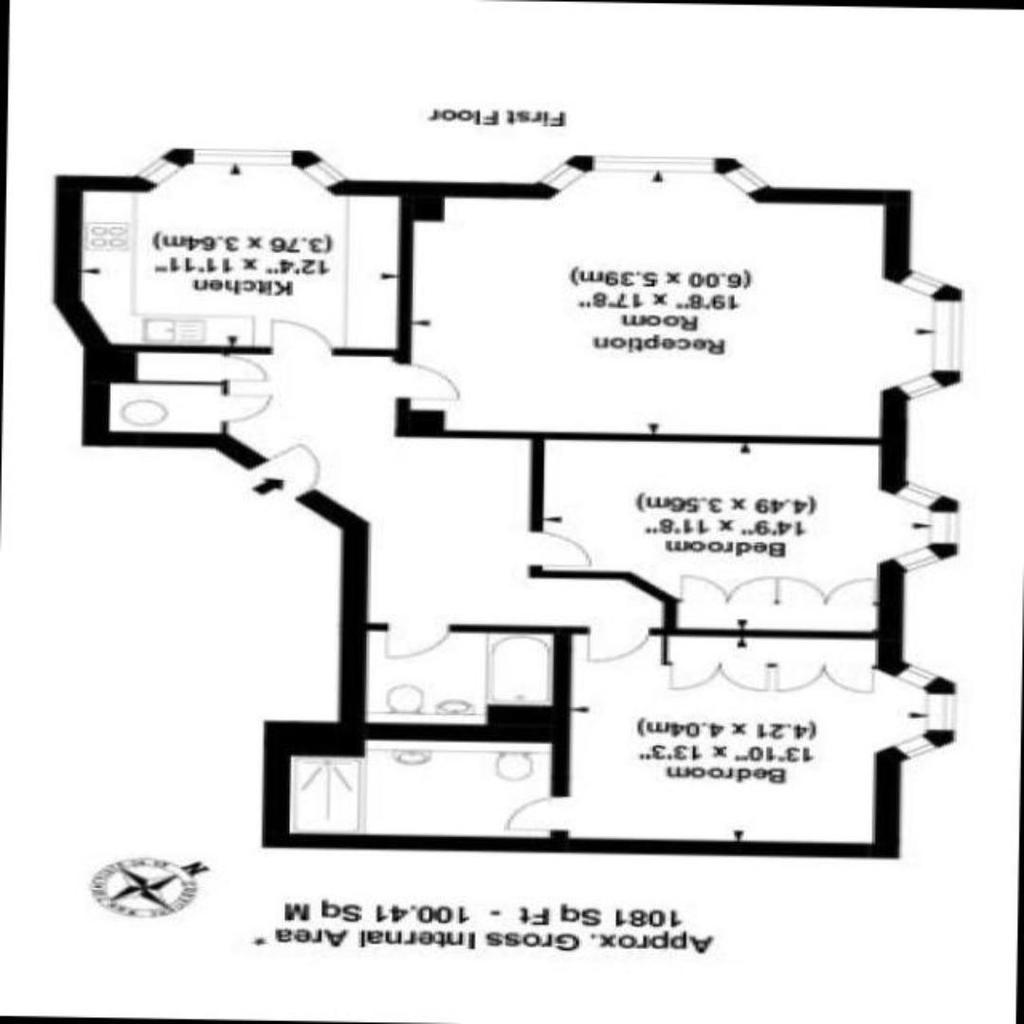 Approx. Gross Internal Area *
1081 Sq Ft - 100.41 Sq M
N
Bedroom
13'10" x 13'3"
(4.21 x 4.04m)
Bedroom
14'9" x 11'8"
(4.49 x 3.56m)
Reception
Room
19'8" x 17'8"
(6.00 x 5.39m)
Kitchen
12'4" x 11'11"
(3.76 x 3.64m)
First Floor